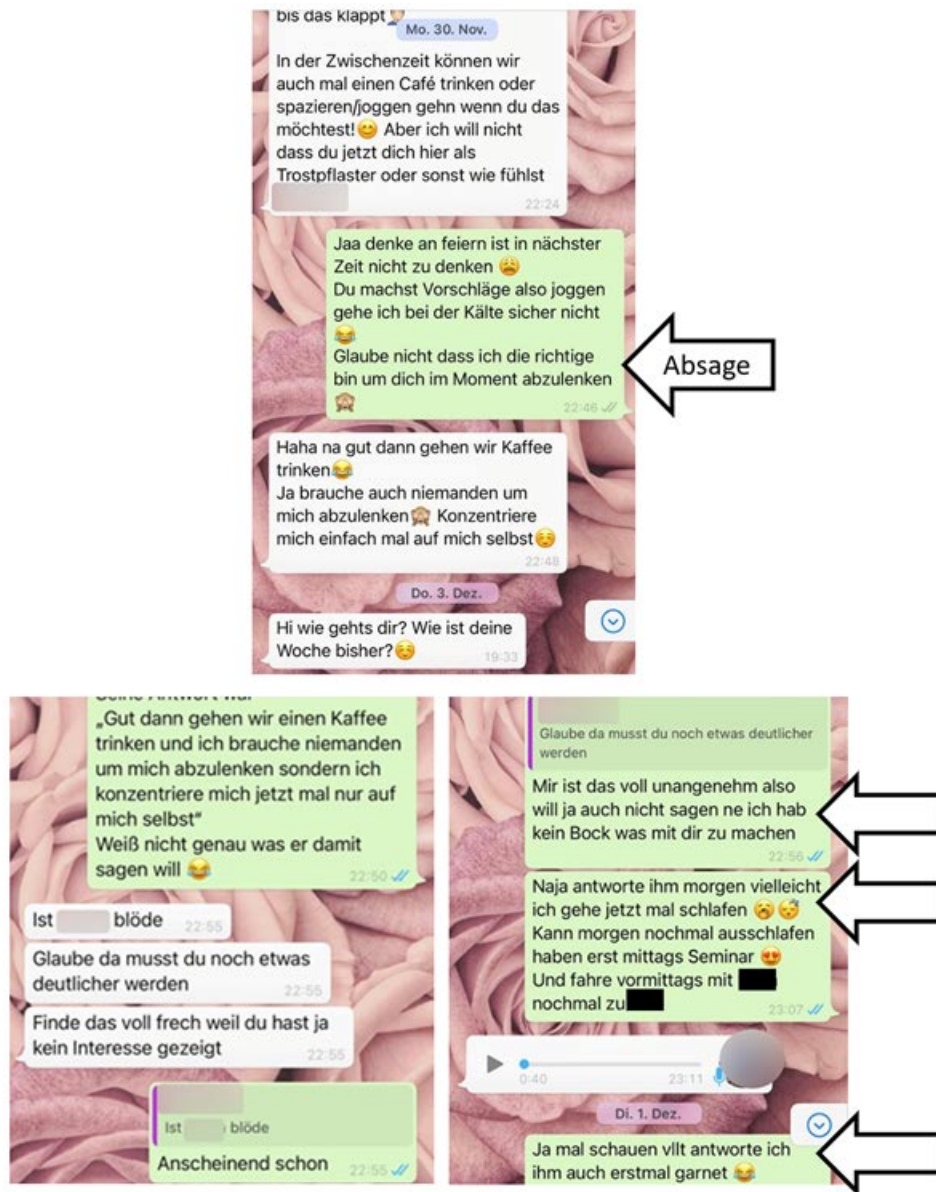 bis das klappt
Mo. 30. Nov.
In der Zwischenzeit können wir
auch mal einen Café trinken oder
spazieren/joggen gehn wenn du das
möchtest!😊 Aber ich will nicht
dass du jetzt dich hier als
Trostpflaster oder sonst wie fühlst
22:24
Jaa denke an feiern ist in nächster
Zeit nicht zu denken 😩
Du machst Vorschläge also joggen
gehe ich bei der Kälte sicher nicht
😂
Glaube nicht dass ich die richtige
bin um dich im Moment abzulenken
🙈
22:46
Absage
Haha na gut dann gehen wir Kaffee
trinken😂
Ja brauche auch niemanden um
mich abzulenken🙈 Konzentriere
mich einfach mal auf mich selbst☺️
22:48
Do. 3. Dez.
Hi wie gehts dir? Wie ist deine
Woche bisher?☺️
19:33
Seine Antwort war
„Gut dann gehen wir einen Kaffee
trinken und ich brauche niemanden
um mich abzulenken sondern ich
konzentriere mich jetzt mal nur auf
mich selbst“
Weiß nicht genau was er damit
sagen will 😂
22:50
Ist blöde
22:55
Glaube da musst du noch etwas
deutlicher werden
22:55
Finde das voll frech weil du hast ja
kein Interesse gezeigt
22:55
Ist blöde
Anscheinend schon
22:55
Glaube da musst du noch etwas deutlicher
werden
Mir ist das voll unangenehm also
will ja auch nicht sagen ne ich hab
kein Bock was mit dir zu machen
22:56
Naja antworte ihm morgen vielleicht
ich gehe jetzt mal schlafen 😪😴
Kann morgen nochmal ausschlafen
haben erst mittags Seminar 😍
Und fahre vormittags mit
nochmal zu
23:07
0:40
23:11
Di. 1. Dez.
Ja mal schauen vllt antworte ich
ihm auch erstmal garnet 😂